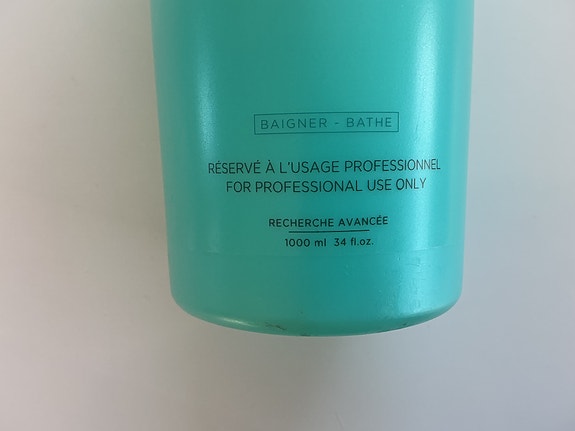 BAIGNER - BATHE
RÉSERVÉ À L'USAGE PROFESSIONNEL
FOR PROFESSIONAL USE ONLY
RECHERCHE AVANCÉE
1000 ml 34 fl.oz.